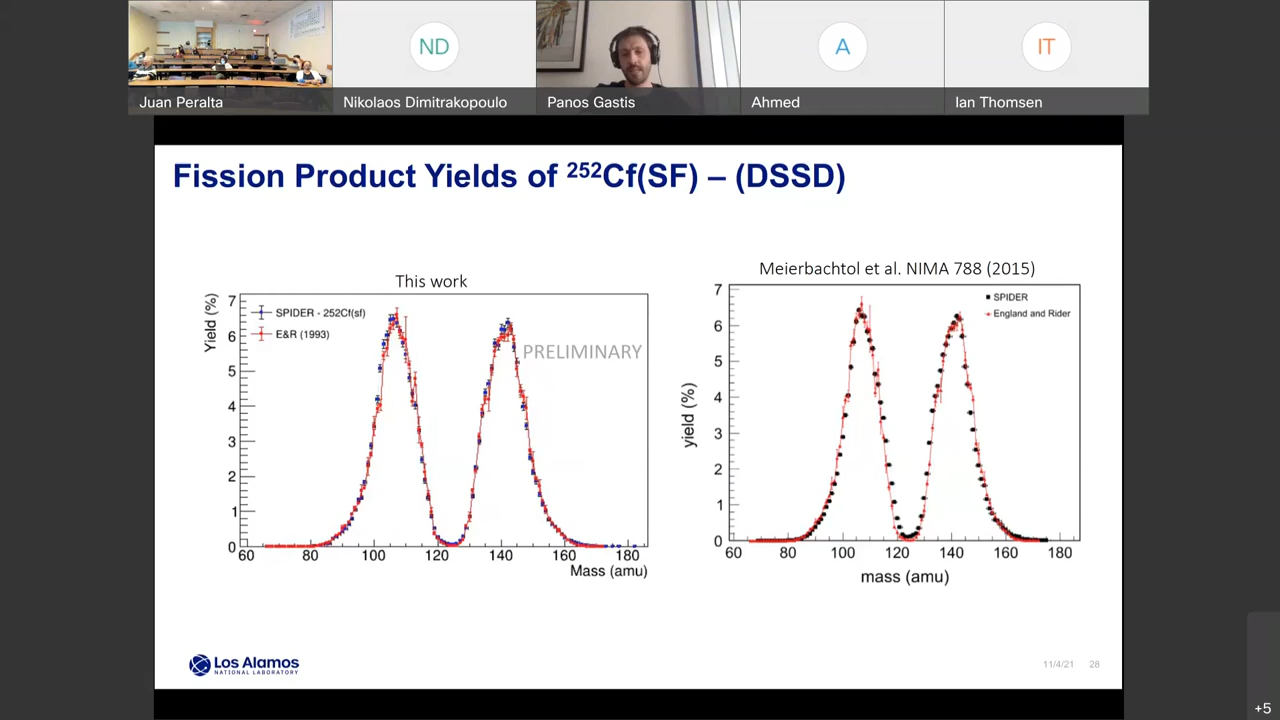 ND
A
IT
Juan Peralta
Nikolaos Dimitrakopoulo
Panos Gastis
Ahmed
Ian Thomsen
Fission Product Yields of ²⁵²Cf(SF) – (DSSD)
This work
Yield (%)
SPIDER - 252Cf(sf)
E&R (1993)
PRELIMINARY
7
6
5
4
3
2
1
0
60 80 100 120 140 160 180
Mass (amu)
Meierbachtol et al. NIMA 788 (2015)
SPIDER
England and Rider
yield (%)
7
6
5
4
3
2
1
0
60 80 100 120 140 160 180
mass (amu)
Los Alamos
NATIONAL LABORATORY
11/4/21 28
+5